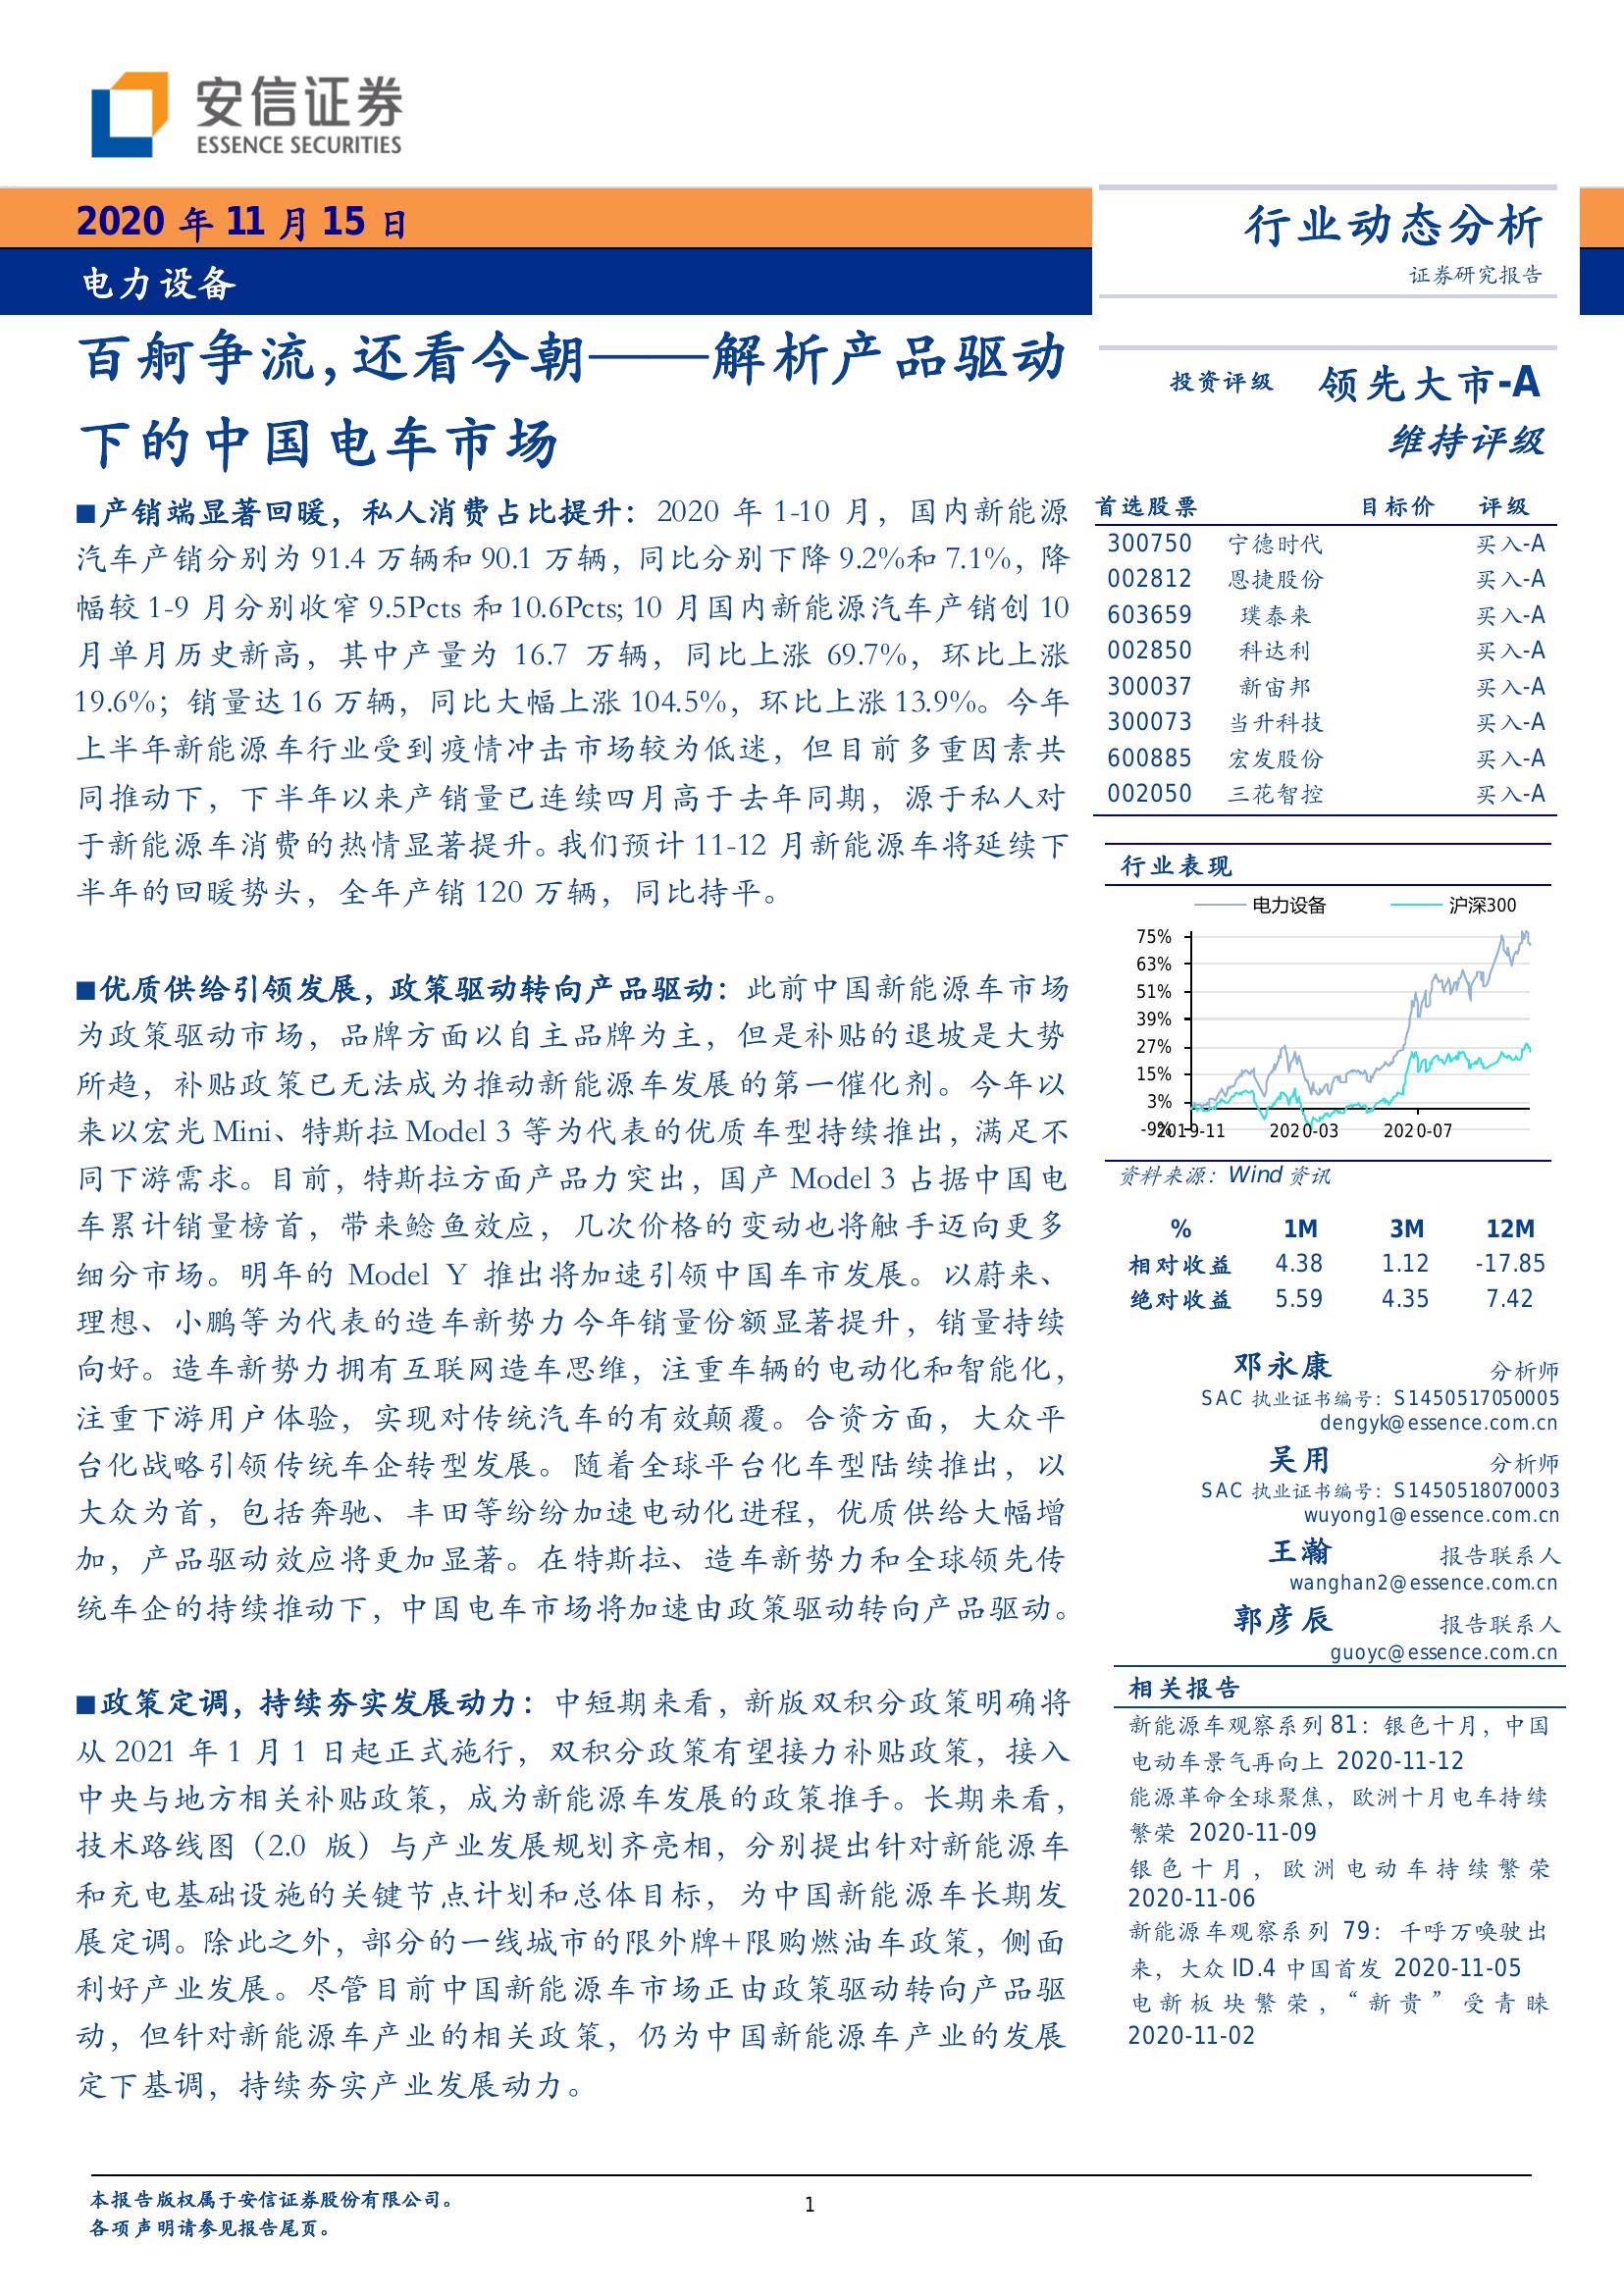 安信证券
ESSENCE SECURITIES
2020 年 11 月 15 日
电力设备
百舸争流,还看今朝——解析产品驱动
下的中国电车市场
■产销端显著回暖，私人消费占比提升：2020 年 1-10 月，国内新能源
汽车产销分别为 91.4 万辆和 90.1 万辆，同比分别下降 9.2%和 7.1%，降
幅较 1-9 月分别收窄 9.5Pcts 和 10.6Pcts; 10 月国内新能源汽车产销创 10
月单月历史新高，其中产量为 16.7 万辆，同比上涨 69.7%，环比上涨
19.6%；销量达 16 万辆，同比大幅上涨 104.5%，环比上涨 13.9%。今年
上半年新能源车行业受到疫情冲击市场较为低迷，但目前多重因素共
同推动下，下半年以来产销量已连续四月高于去年同期，源于私人对
于新能源车消费的热情显著提升。我们预计 11-12 月新能源车将延续下
半年的回暖势头，全年产销 120 万辆，同比持平。
■优质供给引领发展，政策驱动转向产品驱动：此前中国新能源车市场
为政策驱动市场，品牌方面以自主品牌为主，但是补贴的退坡是大势
所趋，补贴政策已无法成为推动新能源车发展的第一催化剂。今年以
来以宏光 Mini、特斯拉 Model 3 等为代表的优质车型持续推出，满足不
同下游需求。目前，特斯拉方面产品力突出，国产 Model 3 占据中国电
车累计销量榜首，带来鲶鱼效应，几次价格的变动也将触手迈向更多
细分市场。明年的 Model Y 推出将加速引领中国车市发展。以蔚来、
理想、小鹏等为代表的造车新势力今年销量份额显著提升，销量持续
向好。造车新势力拥有互联网造车思维，注重车辆的电动化和智能化，
注重下游用户体验，实现对传统汽车的有效颠覆。合资方面，大众平
台化战略引领传统车企转型发展。随着全球平台化车型陆续推出，以
大众为首，包括奔驰、丰田等纷纷加速电动化进程，优质供给大幅增
加，产品驱动效应将更加显著。在特斯拉、造车新势力和全球领先传
统车企的持续推动下，中国电车市场将加速由政策驱动转向产品驱动。
■政策定调，持续夯实发展动力：中短期来看，新版双积分政策明确将
从 2021 年 1 月 1 日起正式施行，双积分政策有望接力补贴政策，接入
中央与地方相关补贴政策，成为新能源车发展的政策推手。长期来看，
技术路线图（2.0 版）与产业发展规划齐亮相，分别提出针对新能源车
和充电基础设施的关键节点计划和总体目标，为中国新能源车长期发
展定调。除此之外，部分的一线城市的限外牌+限购燃油车政策，侧面
利好产业发展。尽管目前中国新能源车市场正由政策驱动转向产品驱
动，但针对新能源车产业的相关政策，仍为中国新能源车产业的发展
定下基调，持续夯实产业发展动力。
行业动态分析
证券研究报告
投资评级 领先大市-A
维持评级
首选股票 目标价 评级
300750 宁德时代 买入-A
002812 恩捷股份 买入-A
603659 璞泰来 买入-A
002850 科达利 买入-A
300037 新宙邦 买入-A
300073 当升科技 买入-A
600885 宏发股份 买入-A
002050 三花智控 买入-A
行业表现
电力设备 沪深300
75%
63%
51%
39%
27%
15%
3%
-9%
2019-11 2020-03 2020-07
资料来源：Wind 资讯
% 1M 3M 12M
相对收益 4.38 1.12 -17.85
绝对收益 5.59 4.35 7.42
邓永康 分析师
SAC 执业证书编号：S1450517050005
dengyk@essence.com.cn
吴用 分析师
SAC 执业证书编号：S1450518070003
wuyong1@essence.com.cn
王瀚 报告联系人
wanghan2@essence.com.cn
郭彦辰 报告联系人
guoyc@essence.com.cn
相关报告
新能源车观察系列 81：银色十月，中国
电动车景气再向上 2020-11-12
能源革命全球聚焦，欧洲十月电车持续
繁荣 2020-11-09
银色十月，欧洲电动车持续繁荣
2020-11-06
新能源车观察系列 79：千呼万唤驶出
来，大众 ID.4 中国首发 2020-11-05
电新板块繁荣，“新贵”受青睐
2020-11-02
本报告版权属于安信证券股份有限公司。
各项声明请参见报告尾页。
1